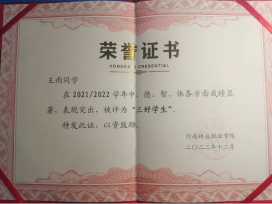 荣誉证书
HONORARY CREDENTIAL
王雨同学
在2021/2022学年中，德、智、体各方面成绩显
著，表现突出，被评为“三好学生”。
特发此证，以资鼓励。
河南林业职业学院
二〇二二年十二月